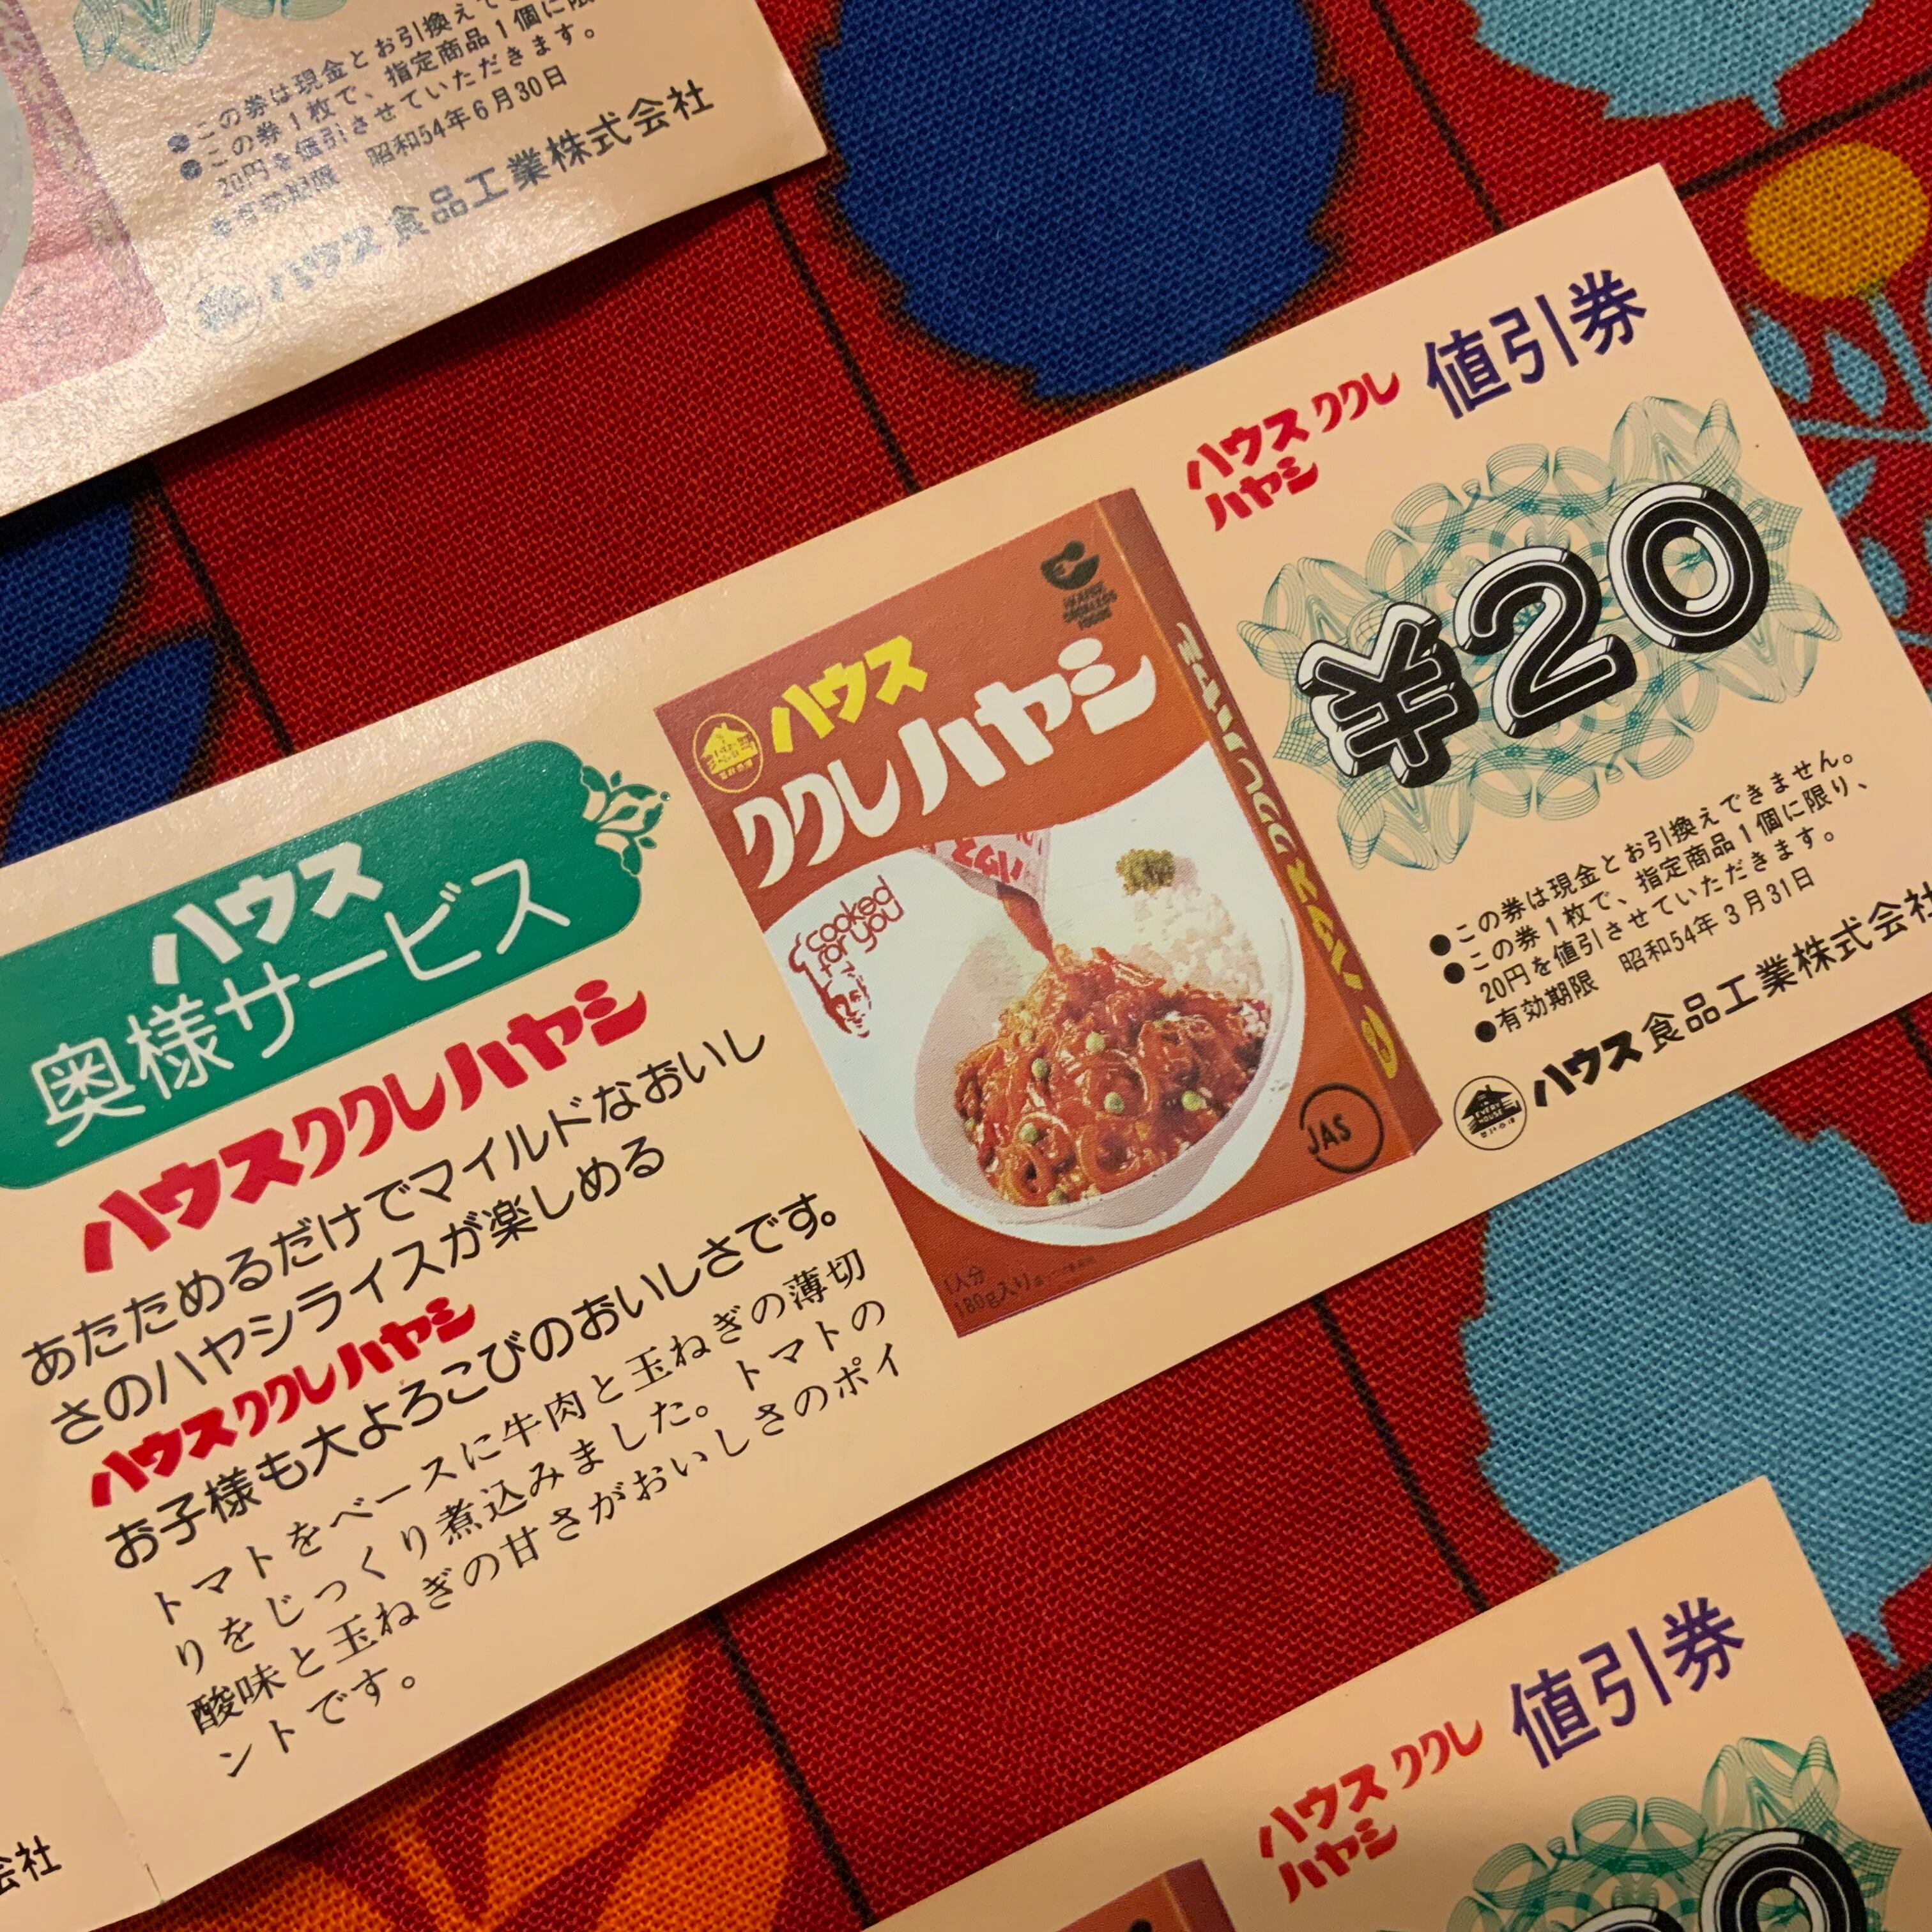 ●この券は現金とお引換えで
●この券1枚で、指定商品1個に限
20円を値引させていただきます。
●有効期限 昭和54年6月30日
ハウス食品工業株式会社
ハウス
奥様サービス
ハウスククレハヤシ
あたためるだけでマイルドなおいし
さのハヤシライスが楽しめる
ハウスククレハヤシ
お子様も大よろこびのおいしさです。
トマトをベースに牛肉と玉ねぎの薄切
りをじっくり煮込みました。トマトの
酸味と玉ねぎの甘さがおいしさのポイ
ントです。
ハウス
ククレハヤシ
cooked
for
you
1人分
180g入り
JAS
ハウスククレハヤシ
ハウスククレ
ハヤシ
値引券
¥20
●この券は現金とお引換えできません。
●この券1枚で、指定商品1個に限り、
20円を値引させていただきます。
●有効期限 昭和54年3月31日
EVERY
HOUSE
ハウス食品工業株式会社
会社
ハウスククレ
ハヤシ
値引券